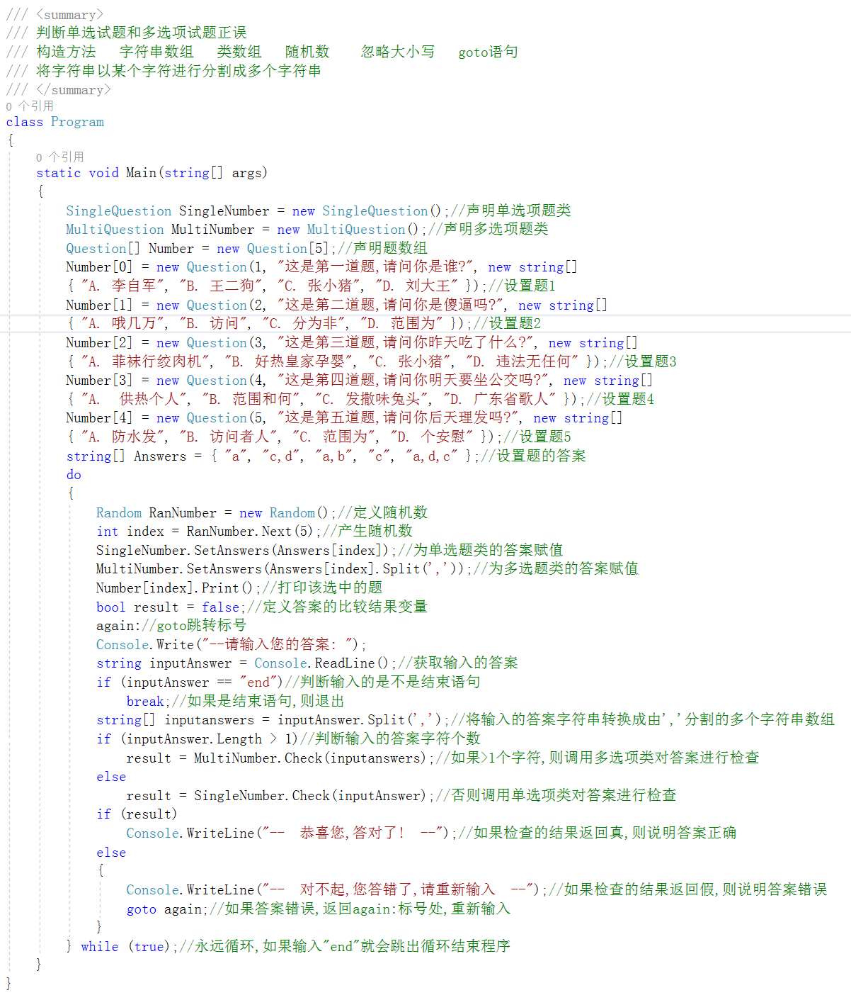 /// <summary>
/// 判断单选试题和多选项试题正误
/// 构造方法   字符串数组   类数组   随机数    忽略大小写   goto语句
/// 将字符串以某个字符进行分割成多个字符串
/// </summary>
0 个引用
class Program
{
0 个引用
static void Main(string[] args)
{
SingleQuestion SingleNumber = new SingleQuestion();//声明单选项题类
MultiQuestion MultiNumber = new MultiQuestion();//声明多选项题类
Question[] Number = new Question[5];//声明题数组
Number[0] = new Question(1, "这是第一道题,请问你是谁?", new string[]
{ "A. 李自军", "B. 王二狗", "C. 张小猪", "D. 刘大王" });//设置题1
Number[1] = new Question(2, "这是第二道题,请问你是傻逼吗?", new string[]
{ "A. 哦几万", "B. 访问", "C. 分为非", "D. 范围为" });//设置题2
Number[2] = new Question(3, "这是第三道题,请问你昨天吃了什么?", new string[]
{ "A. 菲袜行绞肉机", "B. 好热皇家孕婴", "C. 张小猪", "D. 违法无任何" });//设置题3
Number[3] = new Question(4, "这是第四道题,请问你明天要坐公交吗?", new string[]
{ "A.  供热个人", "B. 范围和何", "C. 发撒味兔头", "D. 广东省歌人" });//设置题4
Number[4] = new Question(5, "这是第五道题,请问你后天理发吗?", new string[]
{ "A. 防水发", "B. 访问者人", "C. 范围为", "D. 个安慰" });//设置题5
string[] Answers = { "a", "c,d", "a,b", "c", "a,d,c" };//设置题的答案
do
{
Random RanNumber = new Random();//定义随机数
int index = RanNumber.Next(5);//产生随机数
SingleNumber.SetAnswers(Answers[index]);//为单选题类的答案赋值
MultiNumber.SetAnswers(Answers[index].Split(','));//为多选题类的答案赋值
Number[index].Print();//打印该选中的题
bool result = false;//定义答案的比较结果变量
again://goto跳转标号
Console.Write("--请输入您的答案: ");
string inputAnswer = Console.ReadLine();//获取输入的答案
if (inputAnswer == "end")//判断输入的是不是结束语句
break;//如果是结束语句,则退出
string[] inputanswers = inputAnswer.Split(',');//将输入的答案字符串转换成由','分割的多个字符串数组
if (inputAnswer.Length > 1)//判断输入的答案字符个数
result = MultiNumber.Check(inputanswers);//如果>1个字符,则调用多选项类对答案进行检查
else
result = SingleNumber.Check(inputAnswer);//否则调用单选项类对答案进行检查
if (result)
Console.WriteLine("--  恭喜您,答对了!  --");//如果检查的结果返回真,则说明答案正确
else
{
Console.WriteLine("--  对不起,您答错了,请重新输入  --");//如果检查的结果返回假,则说明答案错误
goto again;//如果答案错误,返回again:标号处,重新输入
}
} while (true);//永远循环,如果输入"end"就会跳出循环结束程序
}
}